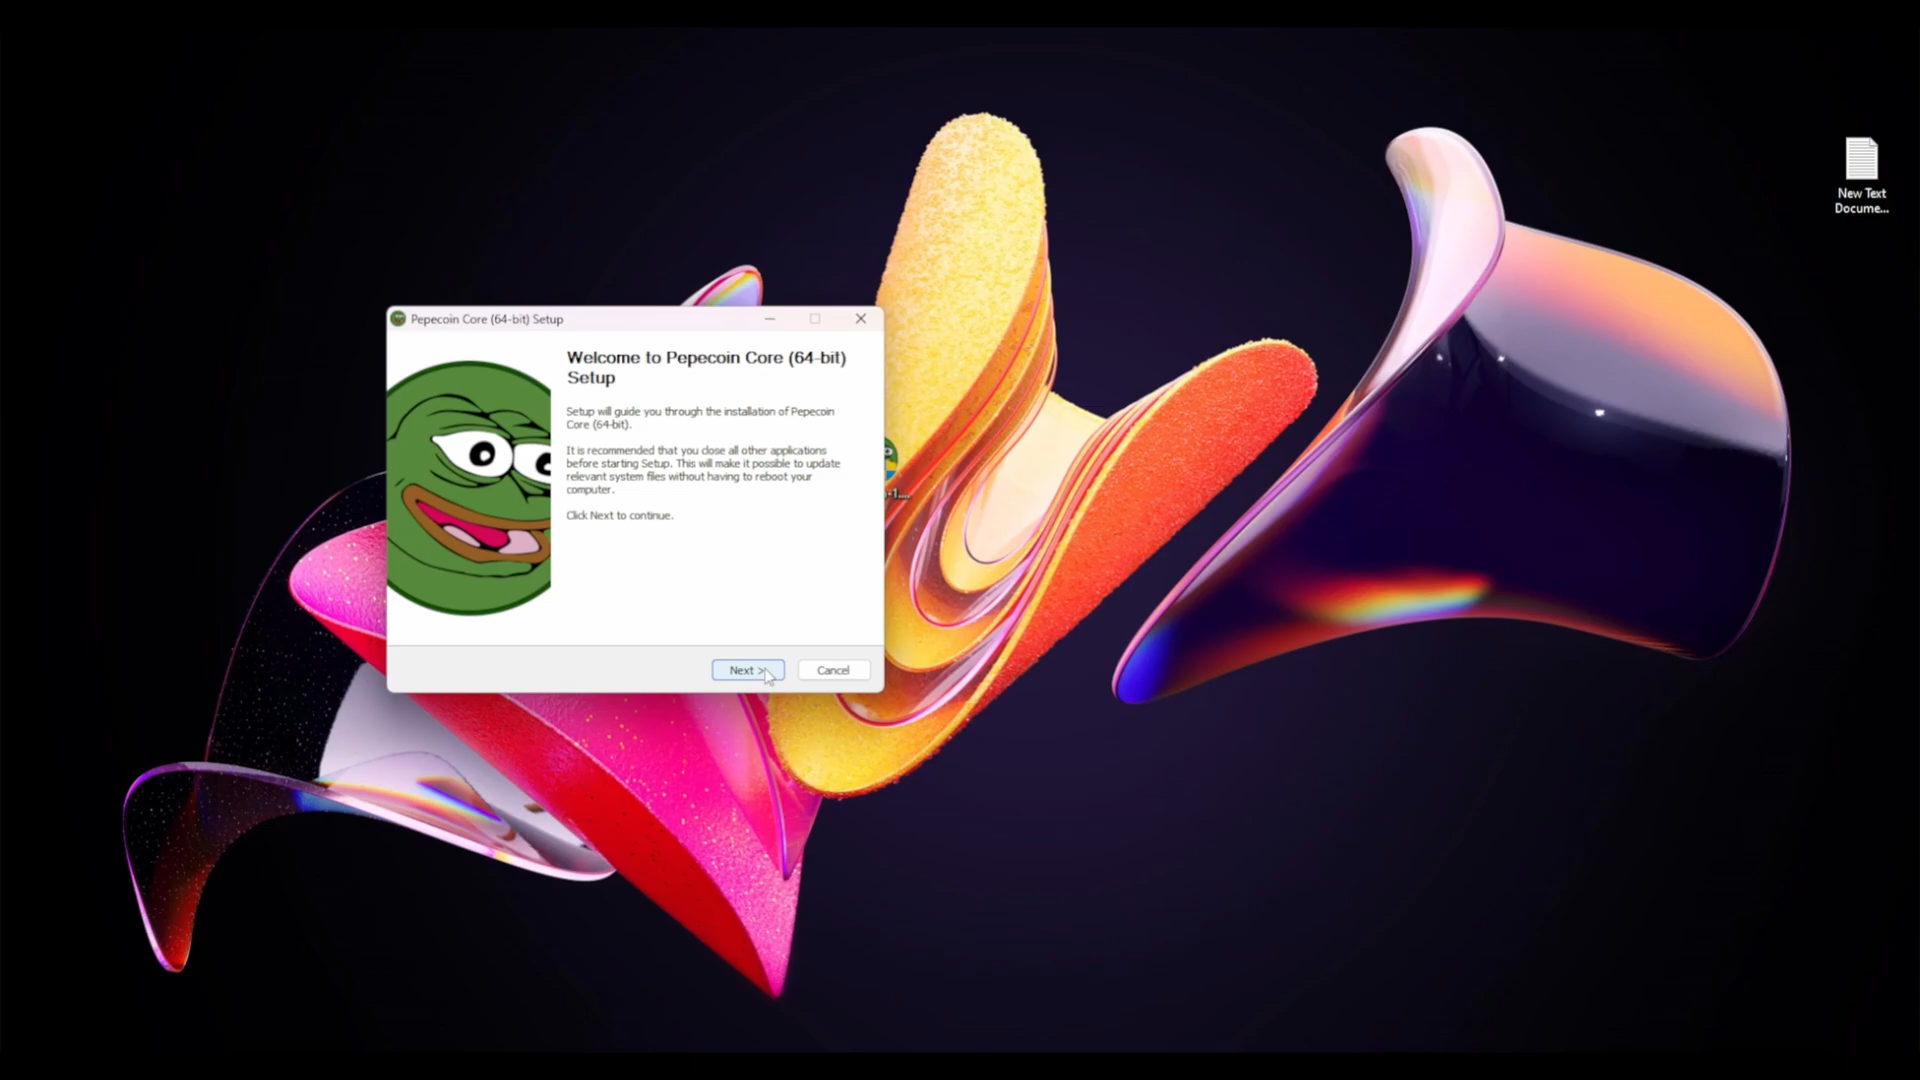 Pepecoin Core (64-bit) Setup
Welcome to Pepecoin Core (64-bit)
Setup
Setup will guide you through the installation of Pepecoin
Core (64-bit).
It is recommended that you close all other applications
before starting Setup. This will make it possible to update
relevant system files without having to reboot your
computer.
Click Next to continue.
Next >
Cancel
New Text
Docume...